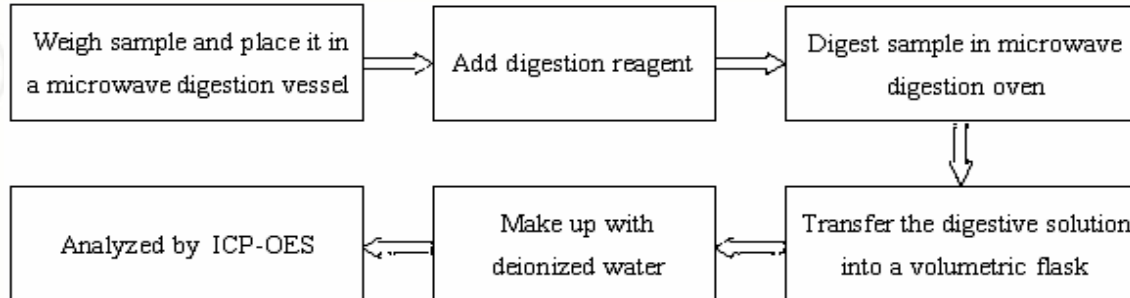 Weigh sample and place it in
a microwave digestion vessel
Add digestion reagent
Digest sample in microwave
digestion oven
Transfer the digestive solution
into a volumetric flask
Make up with
deionized water
Analyzed by ICP-OES